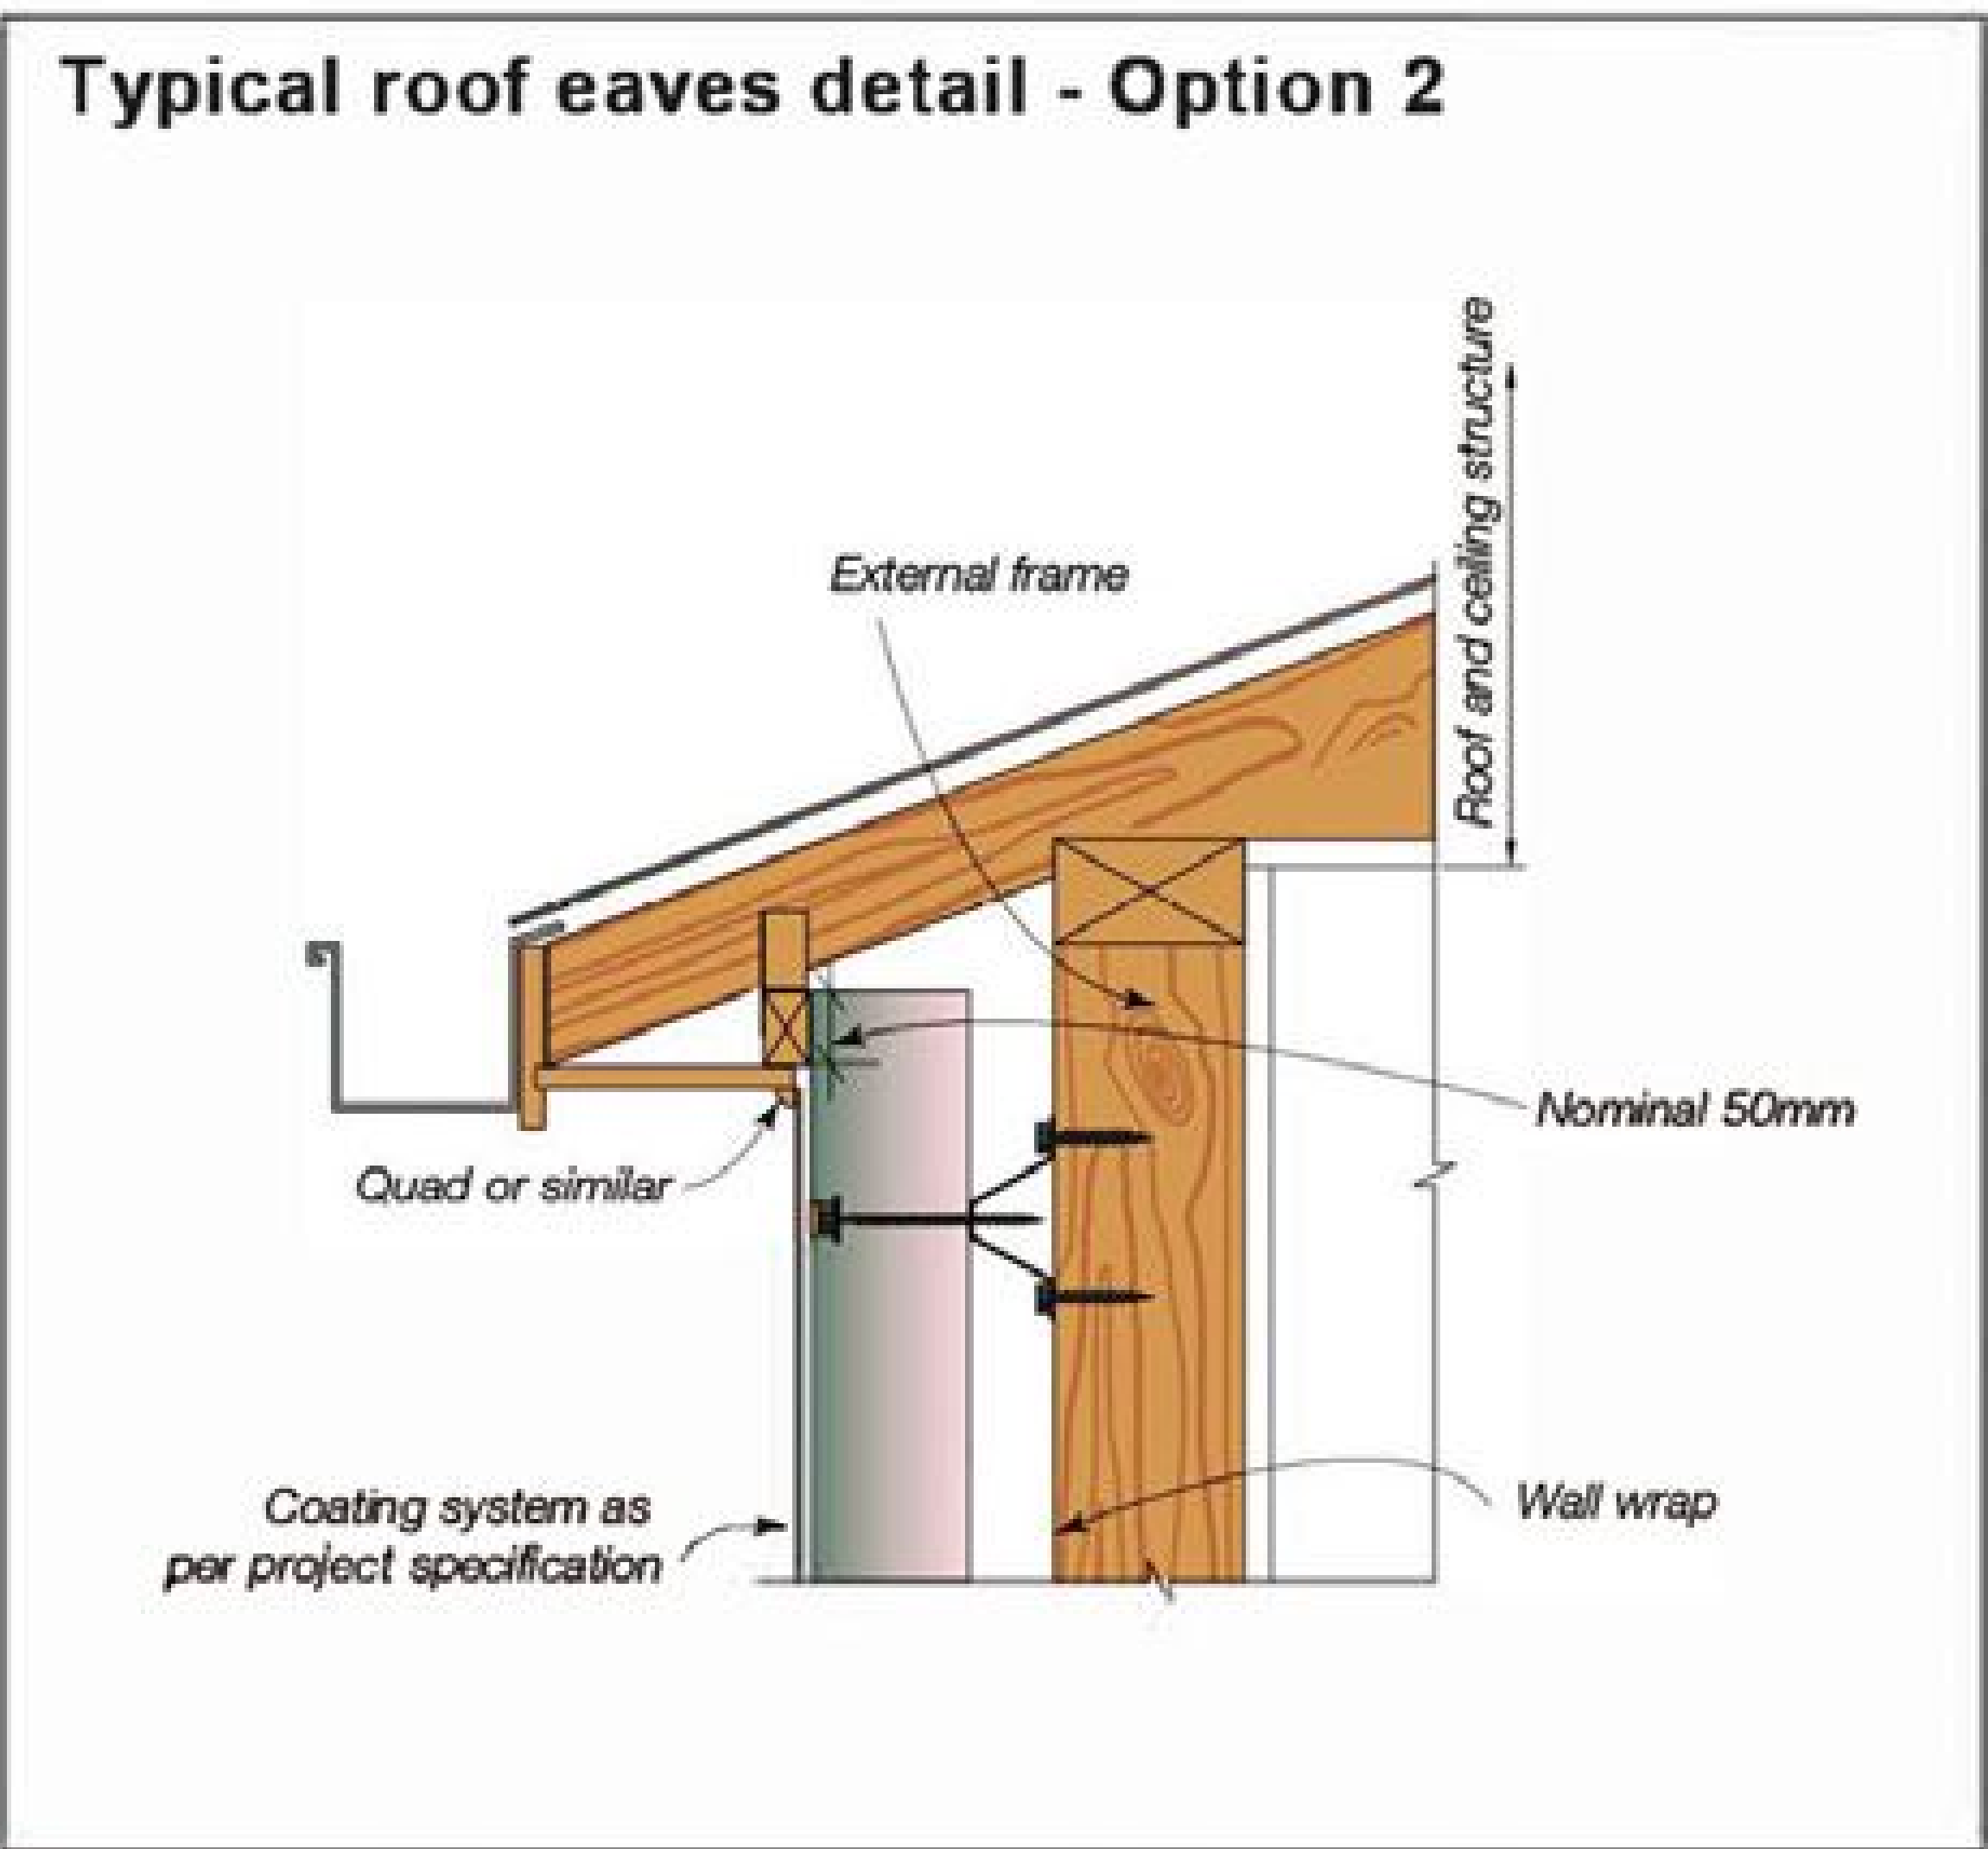 Typical roof eaves detail - Option 2
Roof and ceiling structure
External frame
Nominal 50mm
Quad or similar
Coating system as
per project specification
Wall wrap